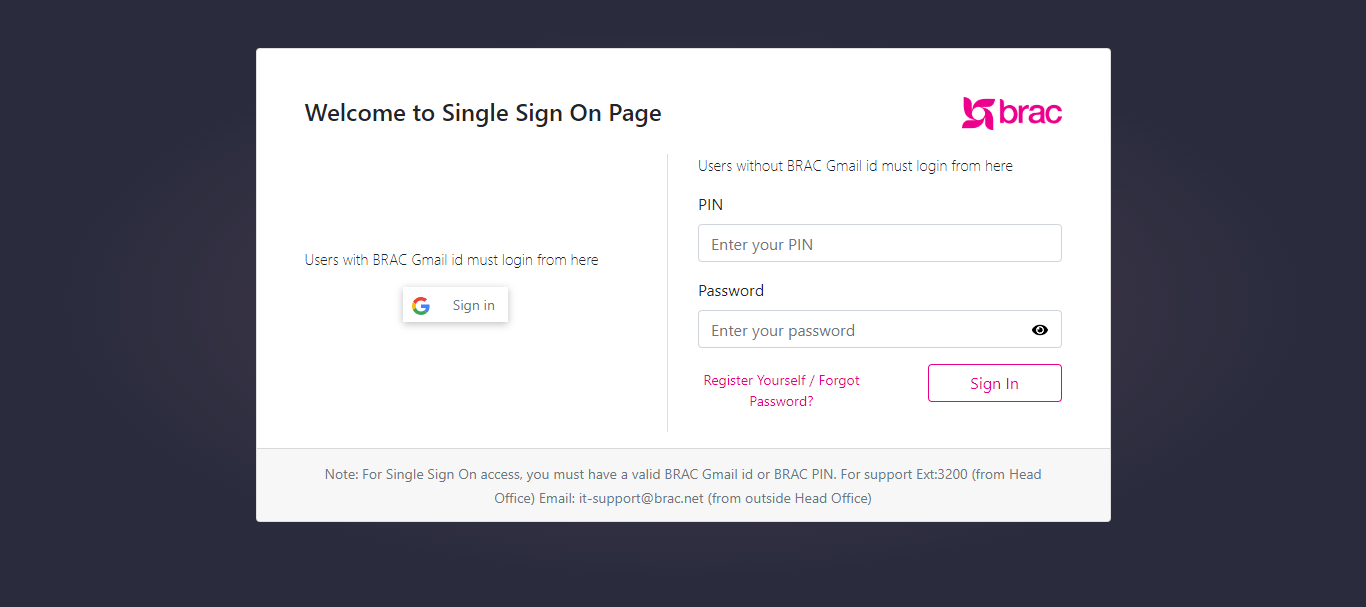 Welcome to Single Sign On Page
brac
Users with BRAC Gmail id must login from here
Sign in
Users without BRAC Gmail id must login from here
PIN
Enter your PIN
Password
Enter your password
Register Yourself / Forgot
Password?
Sign In
Note: For Single Sign On access, you must have a valid BRAC Gmail id or BRAC PIN. For support Ext:3200 (from Head
Office) Email: it-support@brac.net (from outside Head Office)